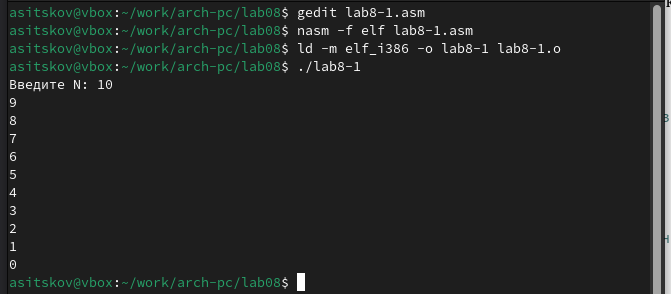 asitskov@vbox:~/work/arch-pc/lab08$ gedit lab8-1.asm
asitskov@vbox:~/work/arch-pc/lab08$ nasm -f elf lab8-1.asm
asitskov@vbox:~/work/arch-pc/lab08$ ld -m elf_i386 -o lab8-1 lab8-1.o
asitskov@vbox:~/work/arch-pc/lab08$ ./lab8-1
Введите N: 10
9
8
7
6
5
4
3
2
1
0
asitskov@vbox:~/work/arch-pc/lab08$